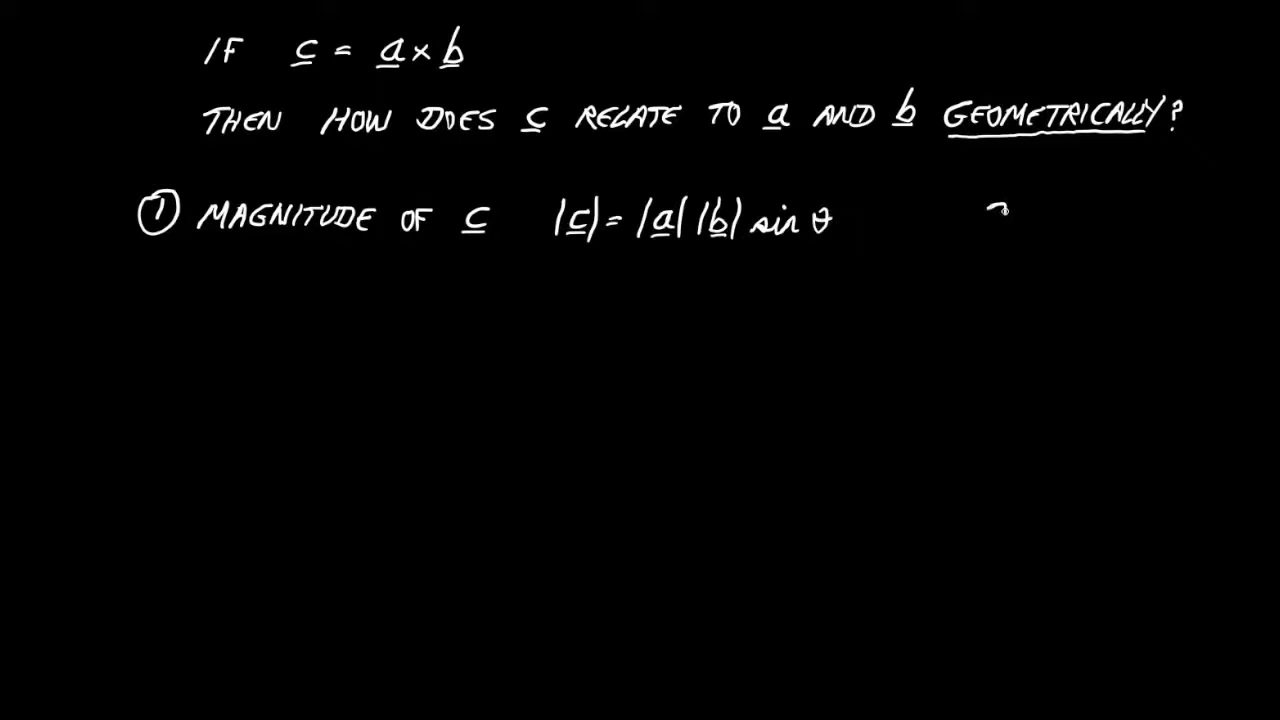 IF c = a × b
THEN HOW DOES c RELATE TO a AND b GEOMETRICALLY?
① MAGNITUDE OF c |c| = |a| |b| sin θ